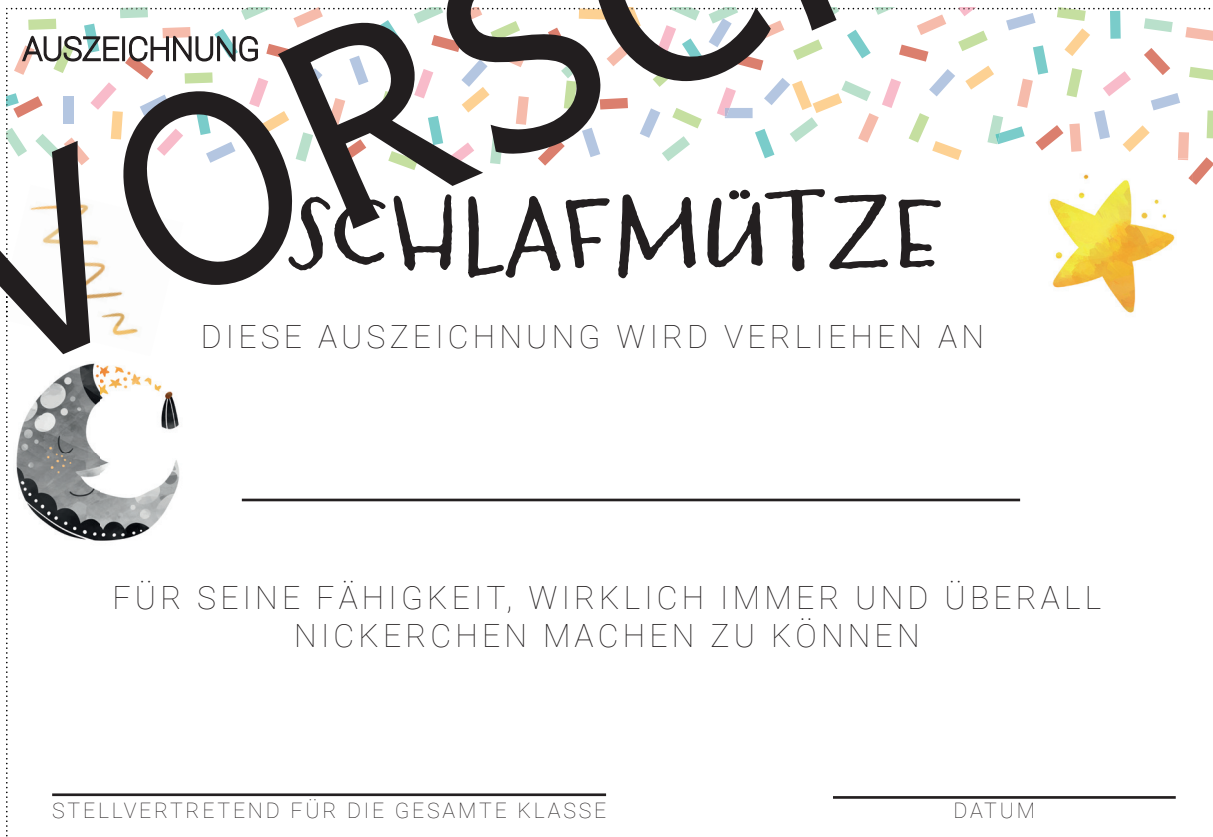 AUSZEICHNUNG
VORSC
SCHLAFMÜTZE
DIESE AUSZEICHNUNG WIRD VERLIEHEN AN
FÜR SEINE FÄHIGKEIT, WIRKLICH IMMER UND ÜBERALL
NICKERCHEN MACHEN ZU KÖNNEN
STELLVERTRETEND FÜR DIE GESAMTE KLASSE
DATUM